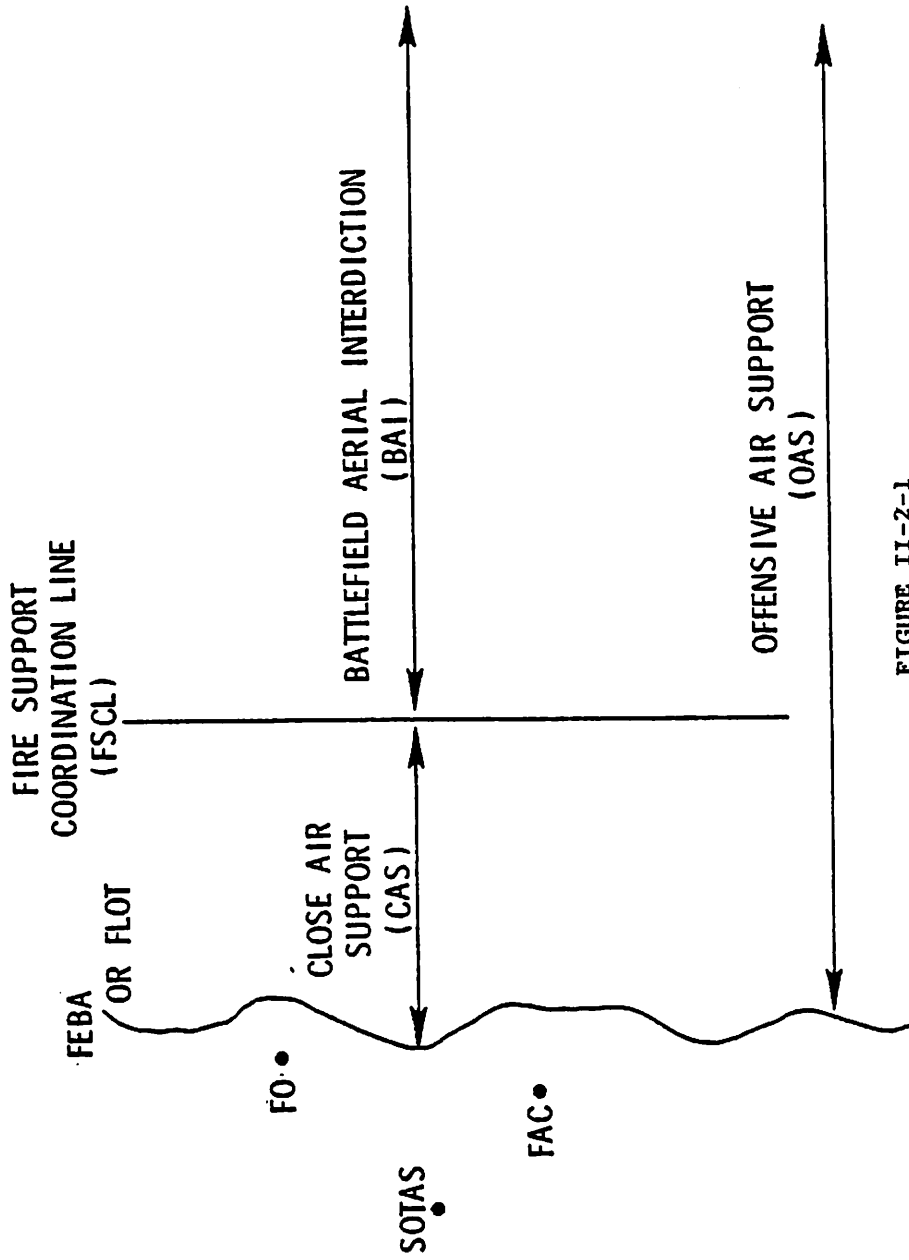 FIRE SUPPORT
COORDINATION LINE
(FSCL)
FEBA
OR FLOT
FO
CLOSE AIR
SUPPORT
(CAS)
BATTLEFIELD AERIAL INTERDICTION
(BAI)
SOTAS
FAC
OFFENSIVE AIR SUPPORT
(OAS)
FIGURE II-2-1